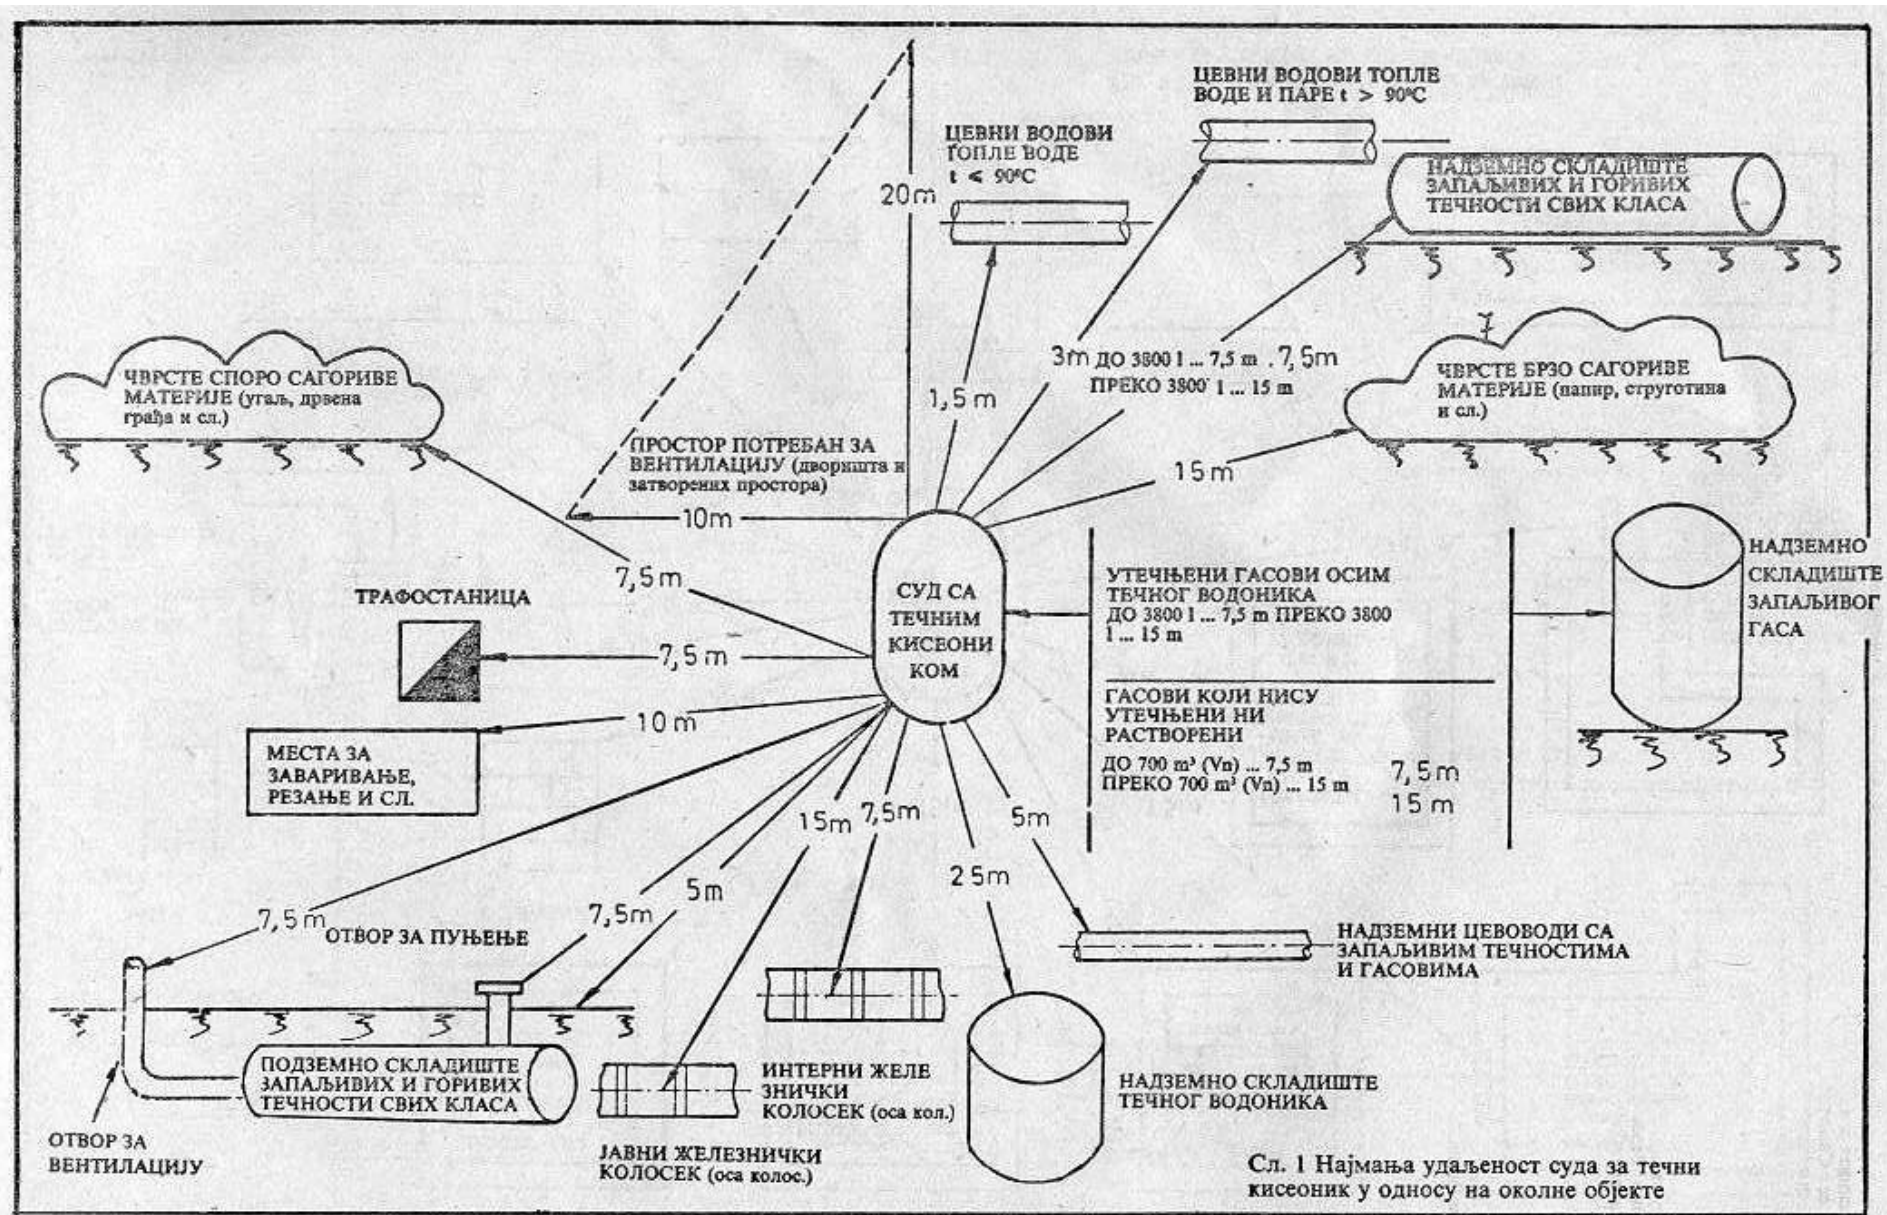 ЦЕВНИ ВОДОВИ ТОПЛЕ
ВОДЕ И ПАРЕ t > 90°C
ЦЕВНИ ВОДОВИ
ТОПЛЕ ВОДЕ
t ⩽ 90°C
20m
НАДЗЕМНО СКЛАДИШТЕ
ЗАПАЉИВИХ И ГОРИВИХ
ТЕЧНОСТИ СВИХ КЛАСА
ЧВРСТЕ СПОРО САГОРИВЕ
МАТЕРИЈЕ (угаљ, дрвена
грађа и сл.)
1,5 m
3m
ДО 3800 l ... 7,5 m . 7,5m
ПРЕКО 3800 l ... 15 m
ЧВРСТЕ БРЗО САГОРИВЕ
МАТЕРИЈЕ (папир, струготина
и сл.)
ПРОСТОР ПОТРЕБАН ЗА
ВЕНТИЛАЦИЈУ (дворишта и
затворених простора)
10m
15m
7,5 m
ТРАФОСТАНИЦА
7,5 m
СУД СА
ТЕЧНИМ
КИСЕОНИ
КОМ
УТЕЧЊЕНИ ГАСОВИ ОСИМ
ТЕЧНОГ ВОДОНИКА
ДО 3800 l ... 7,5 m ПРЕКО 3800
l ... 15 m
НАДЗЕМНО
СКЛАДИШТЕ
ЗАПАЉИВОГ
ГАСА
10 m
МЕСТА ЗА
ЗАВАРИВАЊЕ,
РЕЗАЊЕ И СЛ.
ГАСОВИ КОЈИ НИСУ
УТЕЧЊЕНИ НИ
РАСТВОРЕНИ
ДО 700 m³ (Vn) ... 7,5 m
ПРЕКО 700 m³ (Vn) ... 15 m
7,5m
15 m
15m
7,5m
25m
5m
7,5m
ОТВОР ЗА ПУЊЕЊЕ
7,5m
5m
НАДЗЕМНИ ЦЕВОВОДИ СА
ЗАПАЉИВИМ ТЕЧНОСТИМА
И ГАСОВИМА
ПОДЗЕМНО СКЛАДИШТЕ
ЗАПАЉИВИХ И ГОРИВИХ
ТЕЧНОСТИ СВИХ КЛАСА
ОТВОР ЗА
ВЕНТИЛАЦИЈУ
ИНТЕРНИ ЖЕЛЕ
ЗНИЧКИ
КОЛОСЕК (оса кол.)
ЈАВНИ ЖЕЛЕЗНИЧКИ
КОЛОСЕК (оса колос.)
НАДЗЕМНО СКЛАДИШТЕ
ТЕЧНОГ ВОДОНИКА
Сл. 1 Најмања удаљеност суда за течни
кисеоник у односу на околне објекте